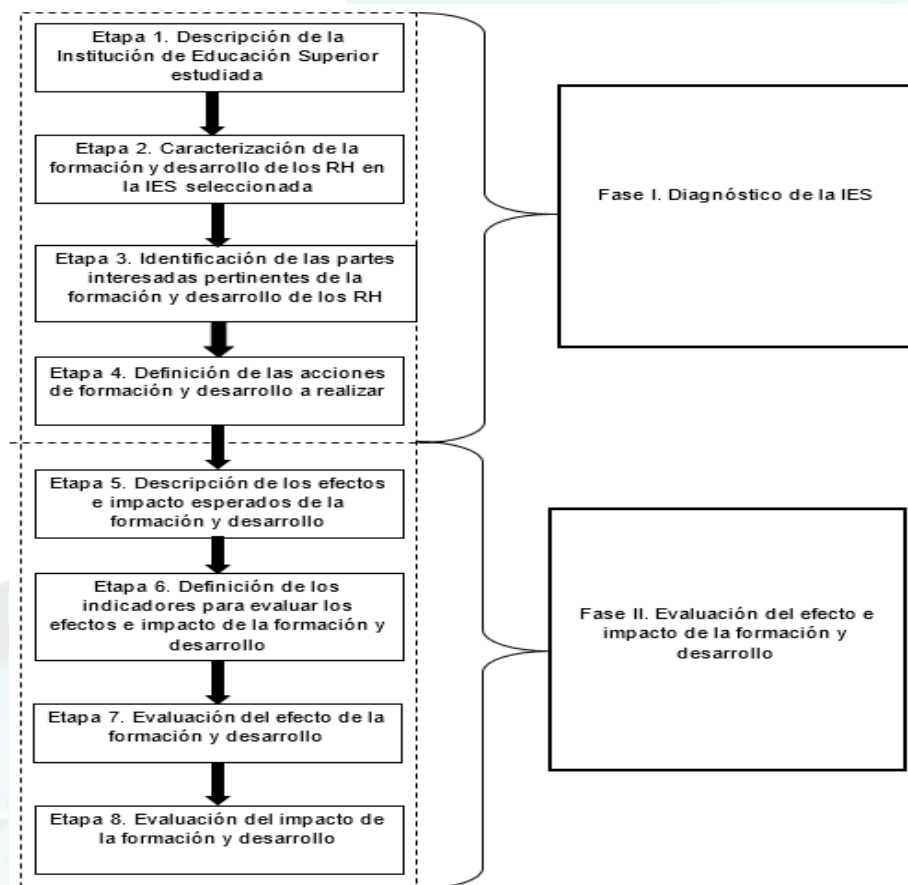 Etapa 1. Descripción de la
Institución de Educación Superior
estudiada
Etapa 2. Caracterización de la
formación y desarrollo de los RH en
la IES seleccionada
Etapa 3. Identificación de las partes
interesadas pertinentes de la
formación y desarrollo de los RH
Etapa 4. Definición de las acciones
de formación y desarrollo a realizar
Fase I. Diagnóstico de la IES
Etapa 5. Descripción de los efectos
e impacto esperados de la
formación y desarrollo
Etapa 6. Definición de los
indicadores para evaluar los
efectos e impacto de la formación y
desarrollo
Etapa 7. Evaluación del efecto de la
formación y desarrollo
Etapa 8. Evaluación del impacto de
la formación y desarrollo
Fase II. Evaluación del efecto e
impacto de la formación y
desarrollo